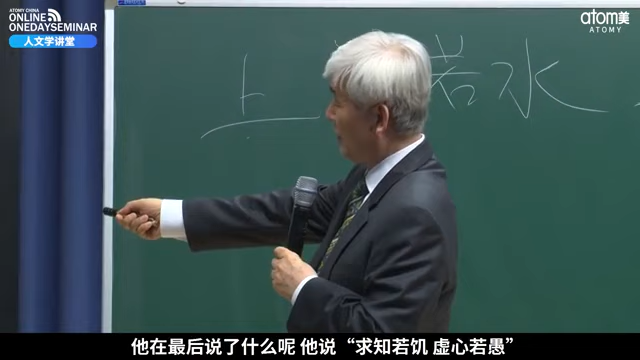 ATOMY CHINA
ONLINE
ONEDAYSEMINAR
人文学讲堂
atom美
ATOMY
上 若水
他在最后说了什么呢 他说“求知若饥 虚心若愚”